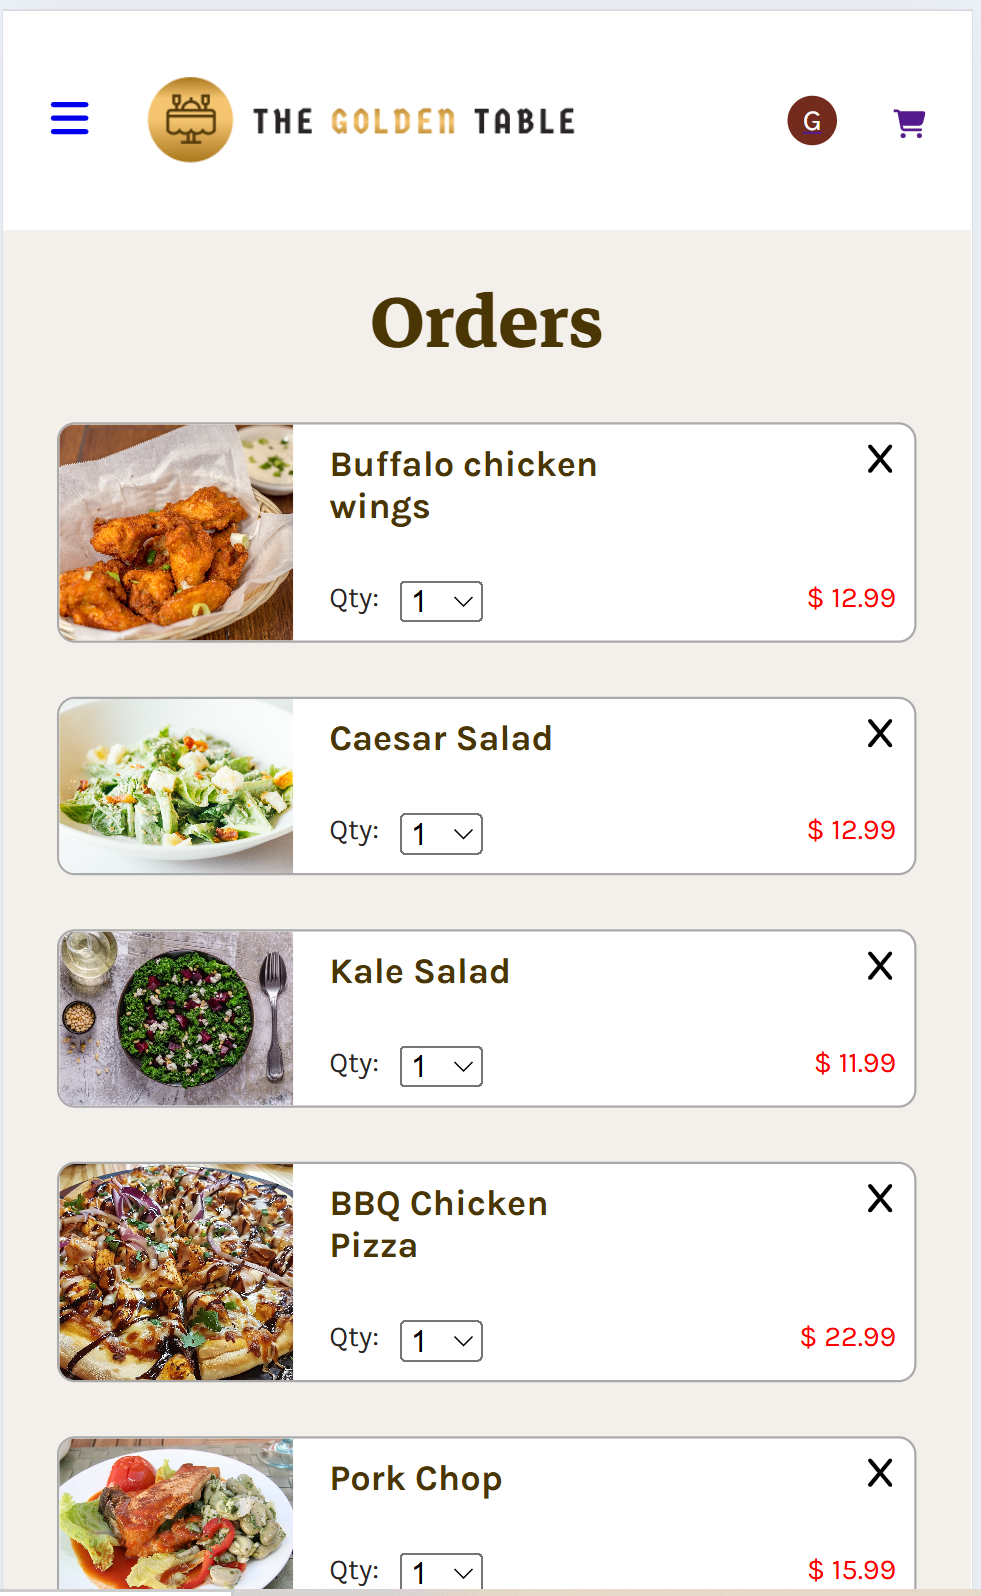 THE GOLDEN TABLE
G
Orders
Buffalo chicken
wings
X
Qty: 1
$ 12.99
Caesar Salad
X
Qty: 1
$ 12.99
Kale Salad
X
Qty: 1
$ 11.99
BBQ Chicken
Pizza
X
Qty: 1
$ 22.99
Pork Chop
X
Qty: 1
$ 15.99